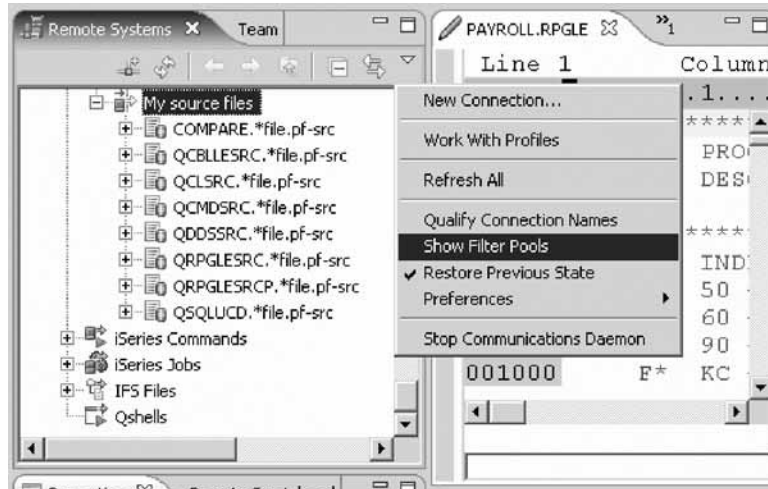 Remote Systems Team
My source files
COMPARE.*file.pf-src
QCBLLESRC.*file.pf-src
QCLSRC.*file.pf-src
QCMDSRC.*file.pf-src
QDDSSRC.*file.pf-src
QRPGLESRC.*file.pf-src
QRPGLESRCP.*file.pf-src
QSQLUCD.*file.pf-src
iSeries Commands
iSeries Jobs
IFS Files
Qshells
PAYROLL.RPGLE »1
Line 1 Column
.1....
****
PRO
DES
****
IND
50 -
60 -
90 -
001000 F* KC -
New Connection...
Work With Profiles
Refresh All
Qualify Connection Names
Show Filter Pools
Restore Previous State
Preferences
Stop Communications Daemon